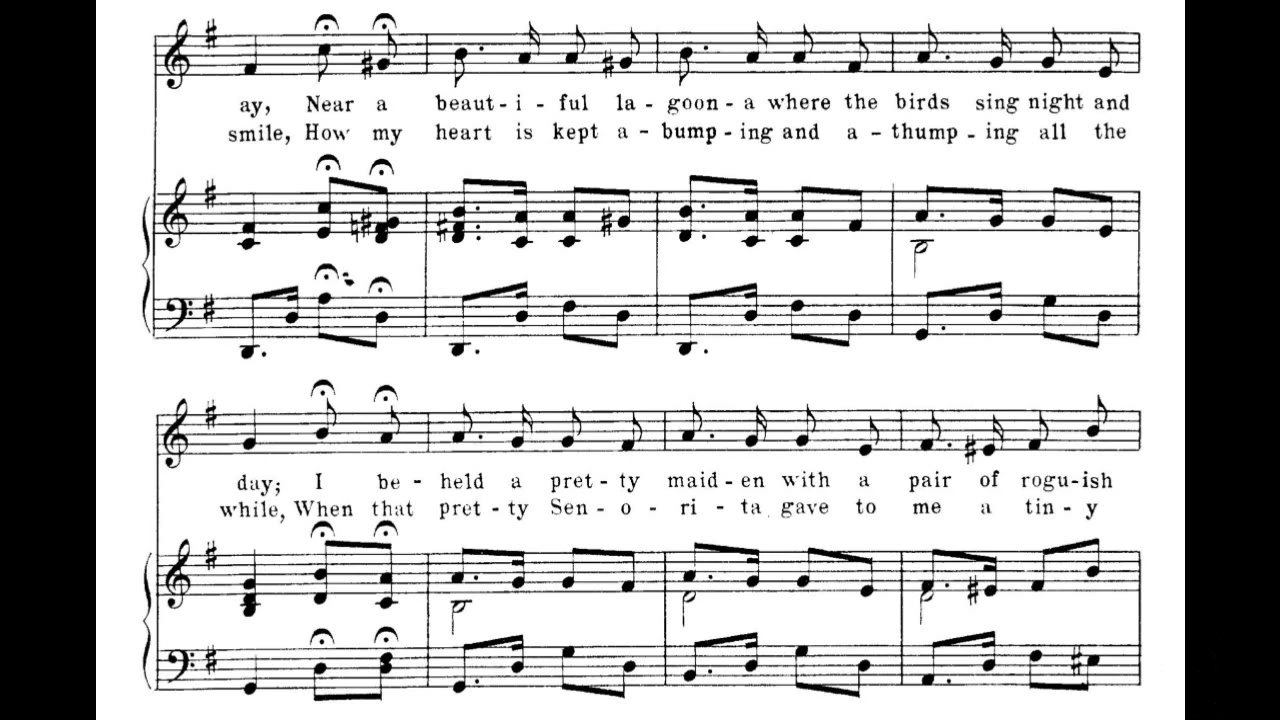 ay, Near a beaut-i-ful la-goon-a where the birds sing night and
smile, How my heart is kept a-bump-ing and a-thump-ing all the
day; I be-held a pret-ty maid-en with a pair of rogu-ish
while, When that pret-ty Sen-o-ri-ta gave to me a tin-y